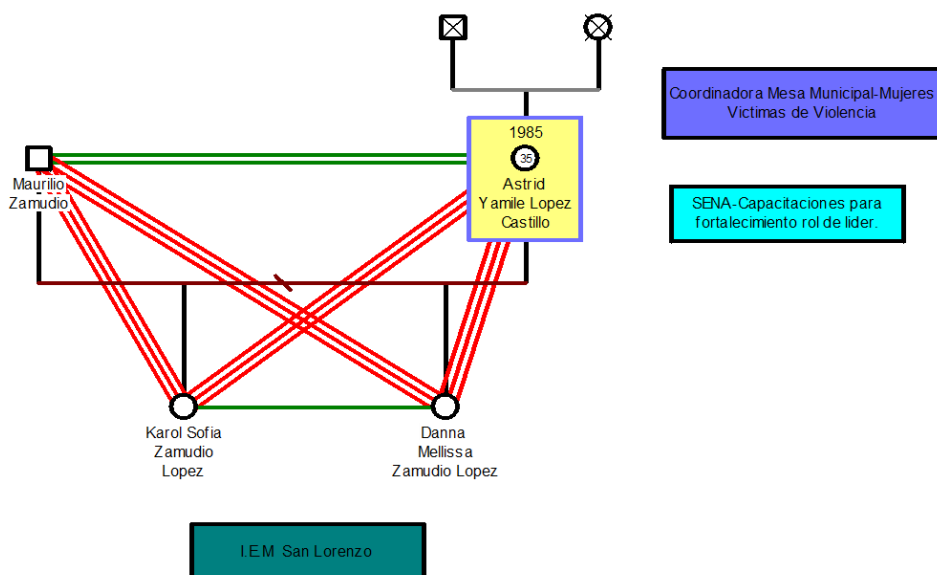 Coordinadora Mesa Municipal-Mujeres
Victimas de Violencia
1985
35
Astrid
Yamile Lopez
Castillo
Maurilio
Zamudio
SENA-Capacitaciones para
fortalecimiento rol de lider.
Karol Sofia
Zamudio
Lopez
Danna
Mellissa
Zamudio Lopez
I.E.M San Lorenzo